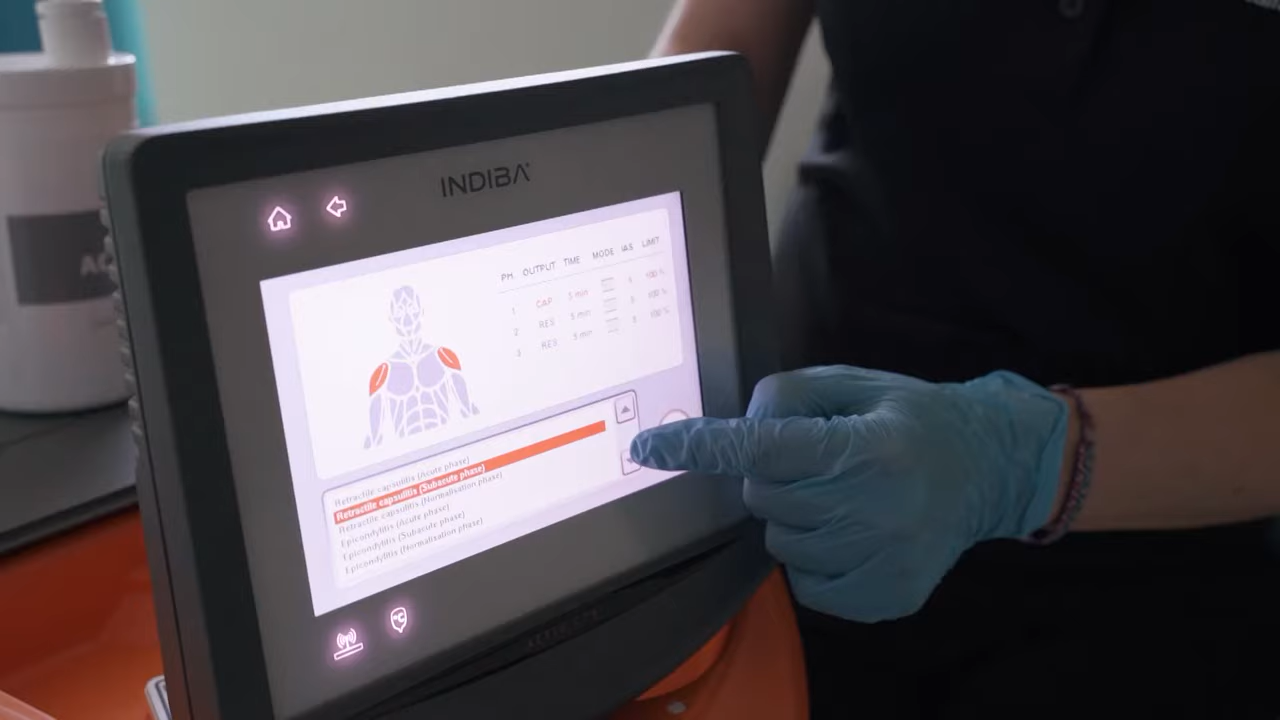 INDIBA
PH. OUTPUT TIME MODE IAS LIMIT
1 CAP 5 min 100 %
2 RES 5 min 100 %
3 RES 5 min 100 %
Retractile capsulitis (Acute phase)
Retractile capsulitis (Subacute phase)
Retractile capsulitis (Normalisation phase)
Epicondylitis (Acute phase)
Epicondylitis (Subacute phase)
Epicondylitis (Normalisation phase)
°C